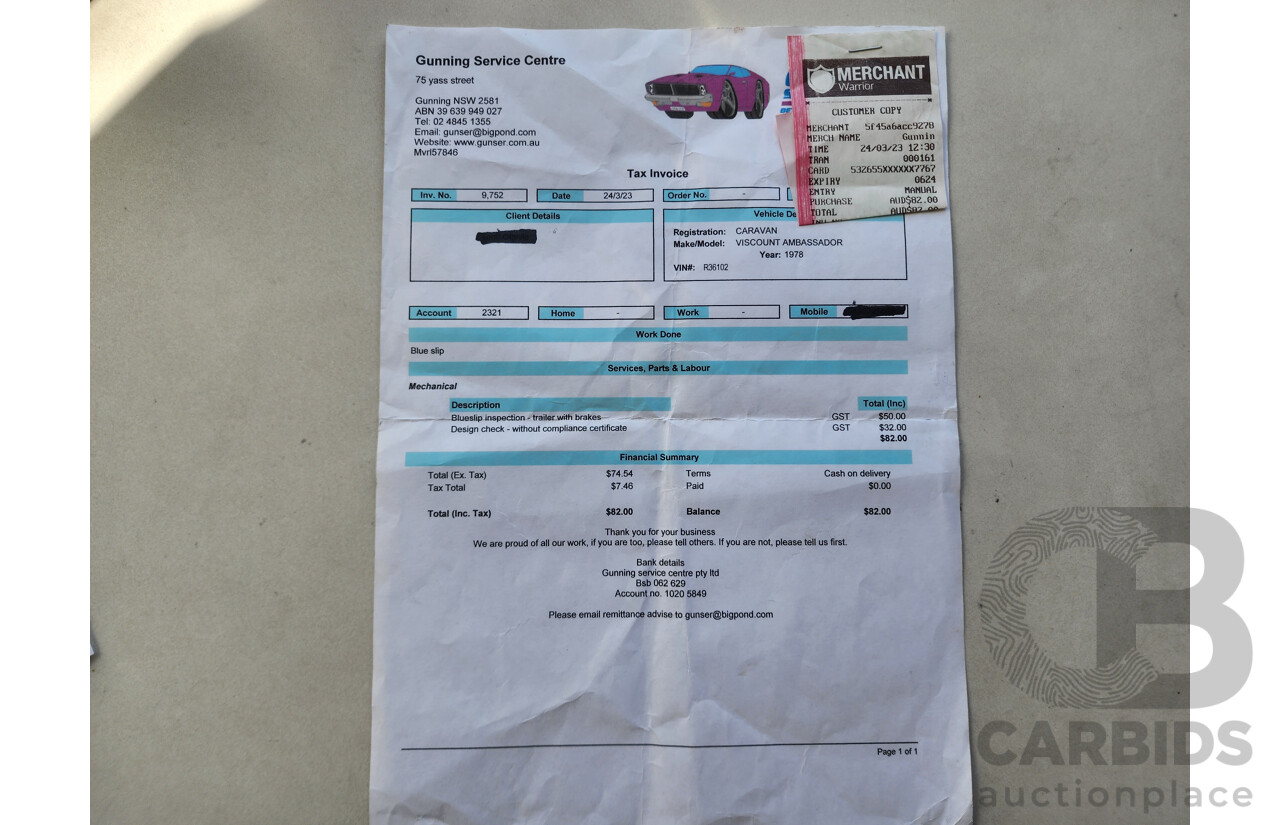 Gunning Service Centre
75 yass street
Gunning NSW 2581
ABN 39 639 949 027
Tel: 02 4845 1355
Email: gunser@bigpond.com
Website: www.gunser.com.au
Mvrl57846
MERCHANT
Warrior
CUSTOMER COPY
MERCHANT 5f45a6acc9278
MERCH NAME Gunnin
TIME 24/03/23 12:30
TRAN 000161
CARD 532655XXXXXX7767
EXPIRY 0624
ENTRY MANUAL
PURCHASE AUD$82.00
TOTAL AUD$82.00
Tax Invoice
Inv. No. 9,752 Date 24/3/23 Order No. -
Client Details
Vehicle De
Registration: CARAVAN
Make/Model: VISCOUNT AMBASSADOR
Year: 1978
VIN#: R36102
Account 2321 Home - Work - Mobile
Work Done
Blue slip
Services, Parts & Labour
Mechanical
Description Total (Inc)
Blueslip inspection - trailer with brakes GST $50.00
Design check - without compliance certificate GST $32.00
$82.00
Financial Summary
Total (Ex. Tax) $74.54 Terms Cash on delivery
Tax Total $7.46 Paid $0.00
Total (Inc. Tax) $82.00 Balance $82.00
Thank you for your business
We are proud of all our work, if you are too, please tell others. If you are not, please tell us first.
Bank details
Gunning service centre pty ltd
Bsb 062 629
Account no. 1020 5849
Please email remittance advise to gunser@bigpond.com
Page 1 of 1
CB
CARBIDS
auctionplace